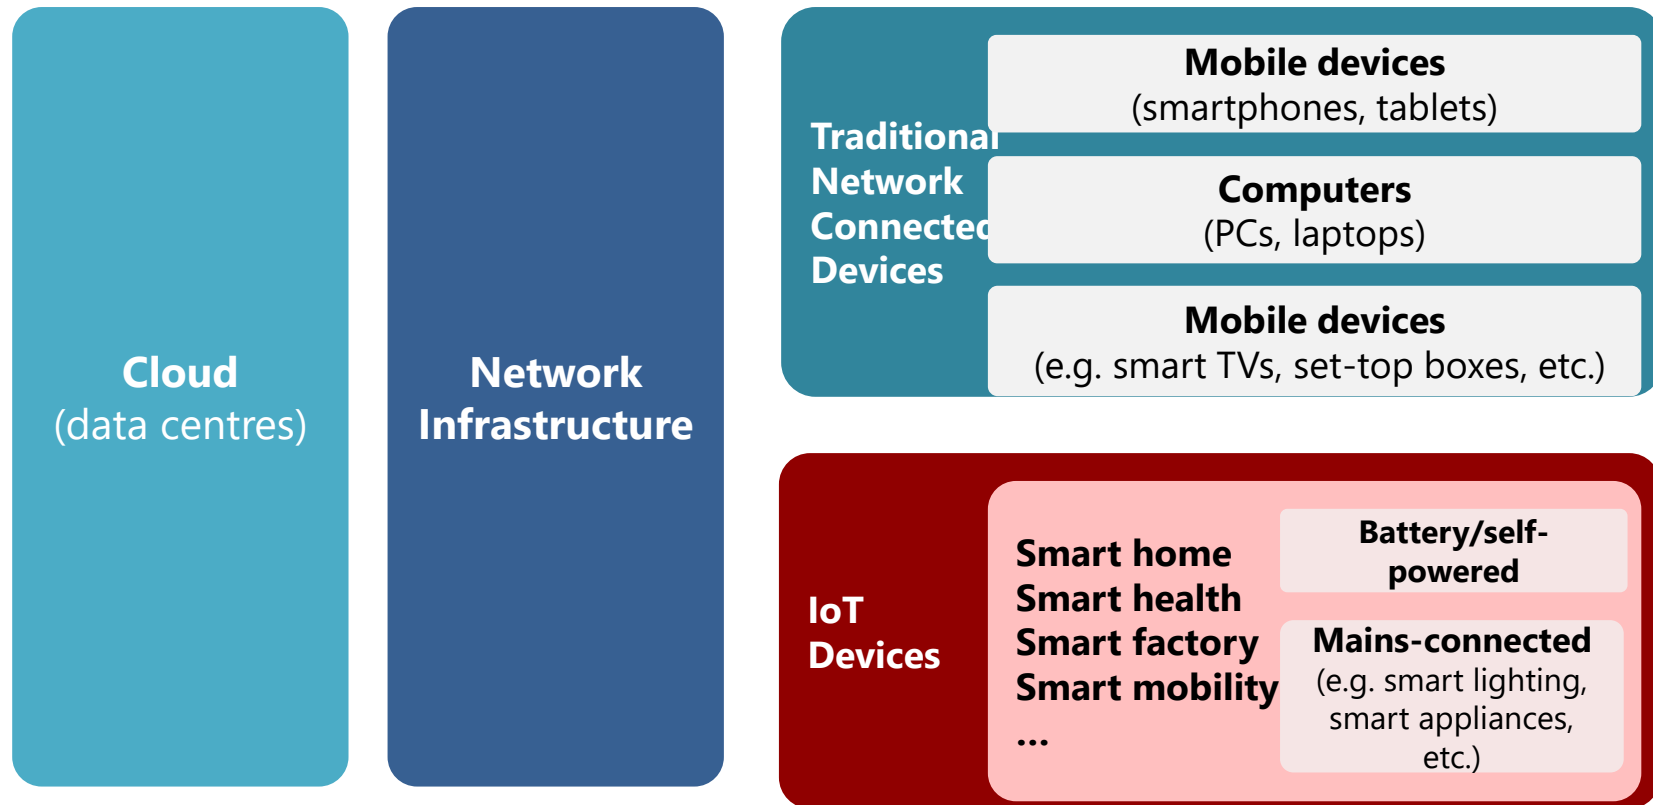 Cloud
(data centres)
Network
Infrastructure
Traditional
Network
Connected
Devices
Mobile devices
(smartphones, tablets)
Computers
(PCs, laptops)
Mobile devices
(e.g. smart TVs, set-top boxes, etc.)
IoT
Devices
Smart home
Smart health
Smart factory
Smart mobility
...
Battery/self-
powered
Mains-connected
(e.g. smart lighting,
smart appliances,
etc.)